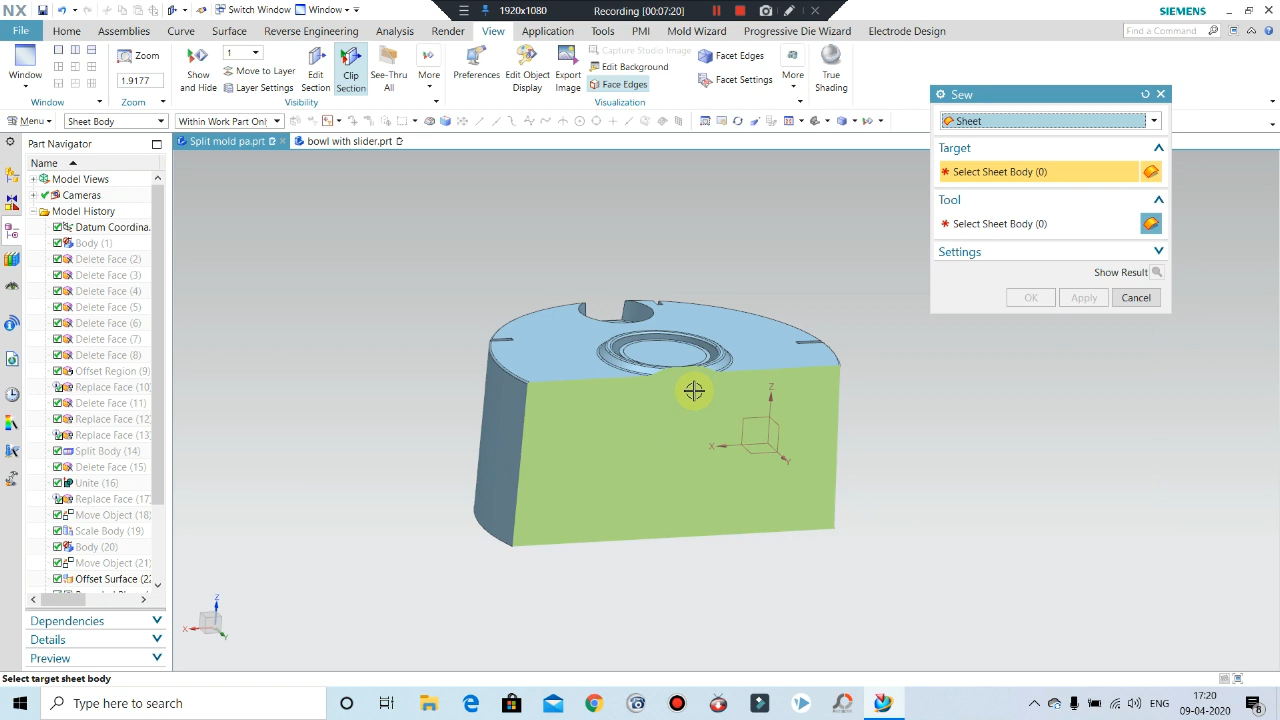 NX Switch Window Window 1920x1080 Recording [00:07:20] SIEMENS
File Home Curve Surface Reverse Engineering Analysis Render View Application Tools PMI Mold Wizard Progressive Die Wizard Electrode Design Find a Command
Window
Zoom
1.9177
Show and Hide
1
Move to Layer
Layer Settings
Edit Section
Clip Section
See-Thru All
More
Preferences
Edit Object Display
Export Image
Capture Studio Image
Edit Background
Face Edges
Facet Edges
Facet Settings
More
True Shading
Window Zoom Visibility Visualization
Menu Sheet Body Within Work Part Only
Part Navigator
Split mold pa.prt
bowl with slider.prt
Name
Model Views
Cameras
Model History
Datum Coordina.
Body (1)
Delete Face (2)
Delete Face (3)
Delete Face (4)
Delete Face (5)
Delete Face (6)
Delete Face (7)
Delete Face (8)
Offset Region (9)
Replace Face (10)
Delete Face (11)
Replace Face (12)
Replace Face (13)
Split Body (14)
Delete Face (15)
Unite (16)
Replace Face (17)
Move Object (18)
Scale Body (19)
Body (20)
Move Object (21)
Offset Surface (22
Dependencies
Details
Preview
Sew
Sheet
Target
* Select Sheet Body (0)
Tool
* Select Sheet Body (0)
Settings
Show Result
OK Apply Cancel
Z
X
Y
Z
X
Y
Select target sheet body
Type here to search
ENG
17:20
09-04-2020